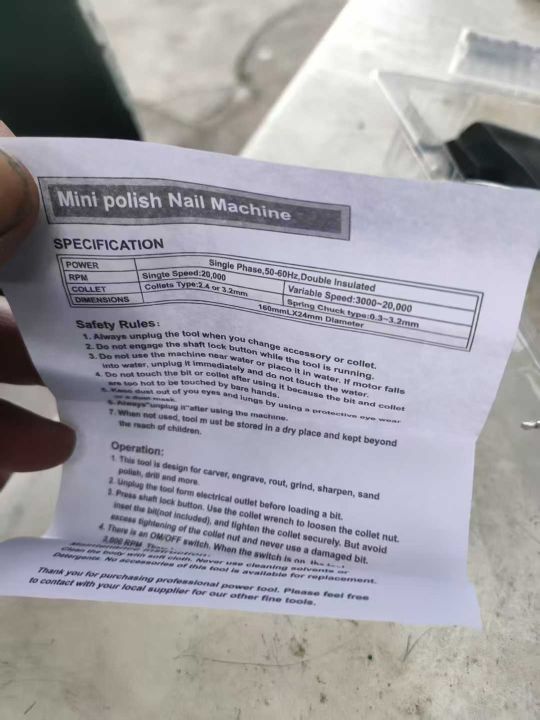 Mini polish Nail Machine
SPECIFICATION
POWER Single Phase,50-60Hz,Double Insulated
RPM Singte Speed:20,000 Variable Speed:3000~20,000
COLLET Collets Type:2.4 or 3.2mm Spring Chuck type:0.3~3.2mm
DIMENSIONS 160mmLX24mm Diameter
Safety Rules:
1. Always unplug the tool when you change accessory or collet.
2. Do not engage the shaft lock button while the tool is running.
3. Do not use the machine near water or placo it in water. If motor falls
into water, unplug it immediately and do not touch the water.
4. Do not touch the bit or collet after using it because the bit and collet
are too hot to be touched by bare hands.
5. Keep dust out of you eyes and lungs by using a protective eye wear
or a dust mask.
6. Always"unplug it"after using the machine.
7. When not used, tool m ust be stored in a dry place and kept beyond
the reach of children.
Operation:
1. This tool is design for carver, engrave, rout, grind, sharpen, sand
polish, drill and more.
2. Unplug the tool form electrical outlet before loading a bit.
3. Press shaft lock button. Use the collet wrench to loosen the collet nut.
insel the bit(not included), and tighten the collet securely. But avoid
excess tightening of the collet nut and never use a damaged bit.
4. There is an OM/OFF switch. When the switch is on
3,000 RPM.
Clean the body with cloth. Never use cleaning solvents or
Detergents. No accessories of this tool is available for replacement.
Thank you for purchasing professional power tool. Please feel free
to contact with your local supplier for our other fine tools.